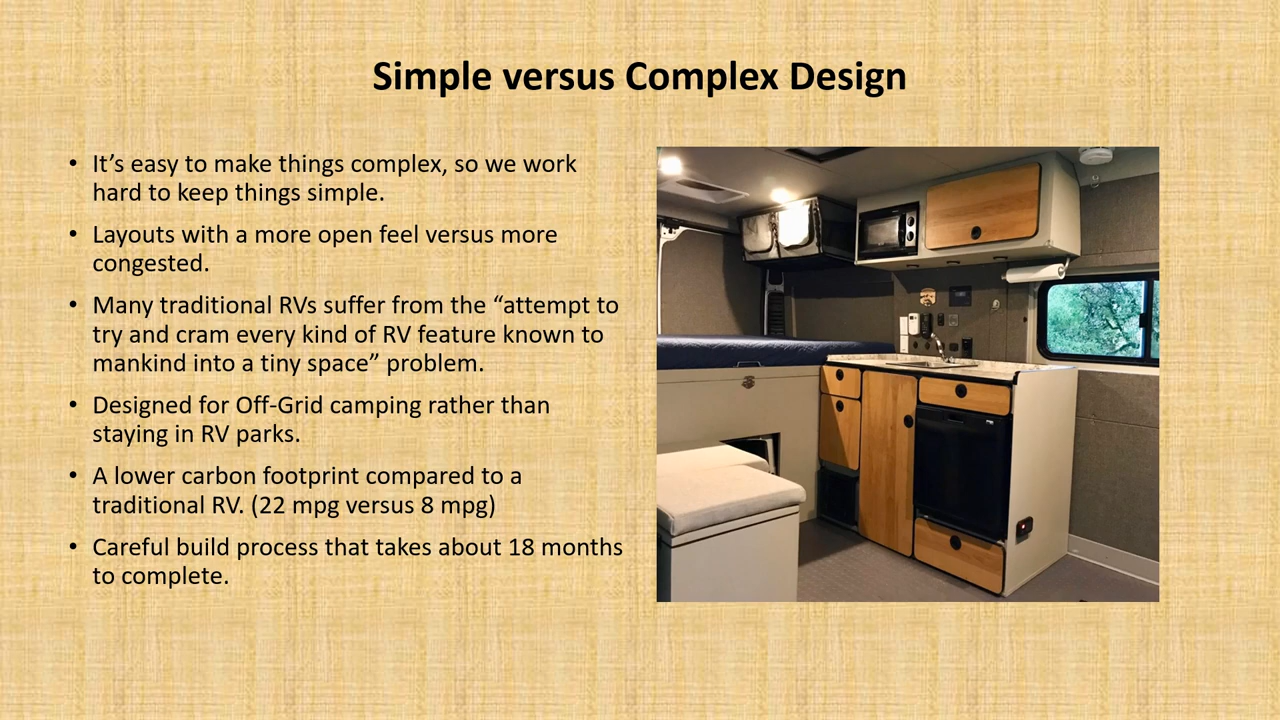 Simple versus Complex Design
• It’s easy to make things complex, so we work
hard to keep things simple.
• Layouts with a more open feel versus more
congested.
• Many traditional RVs suffer from the “attempt to
try and cram every kind of RV feature known to
mankind into a tiny space” problem.
• Designed for Off-Grid camping rather than
staying in RV parks.
• A lower carbon footprint compared to a
traditional RV. (22 mpg versus 8 mpg)
• Careful build process that takes about 18 months
to complete.